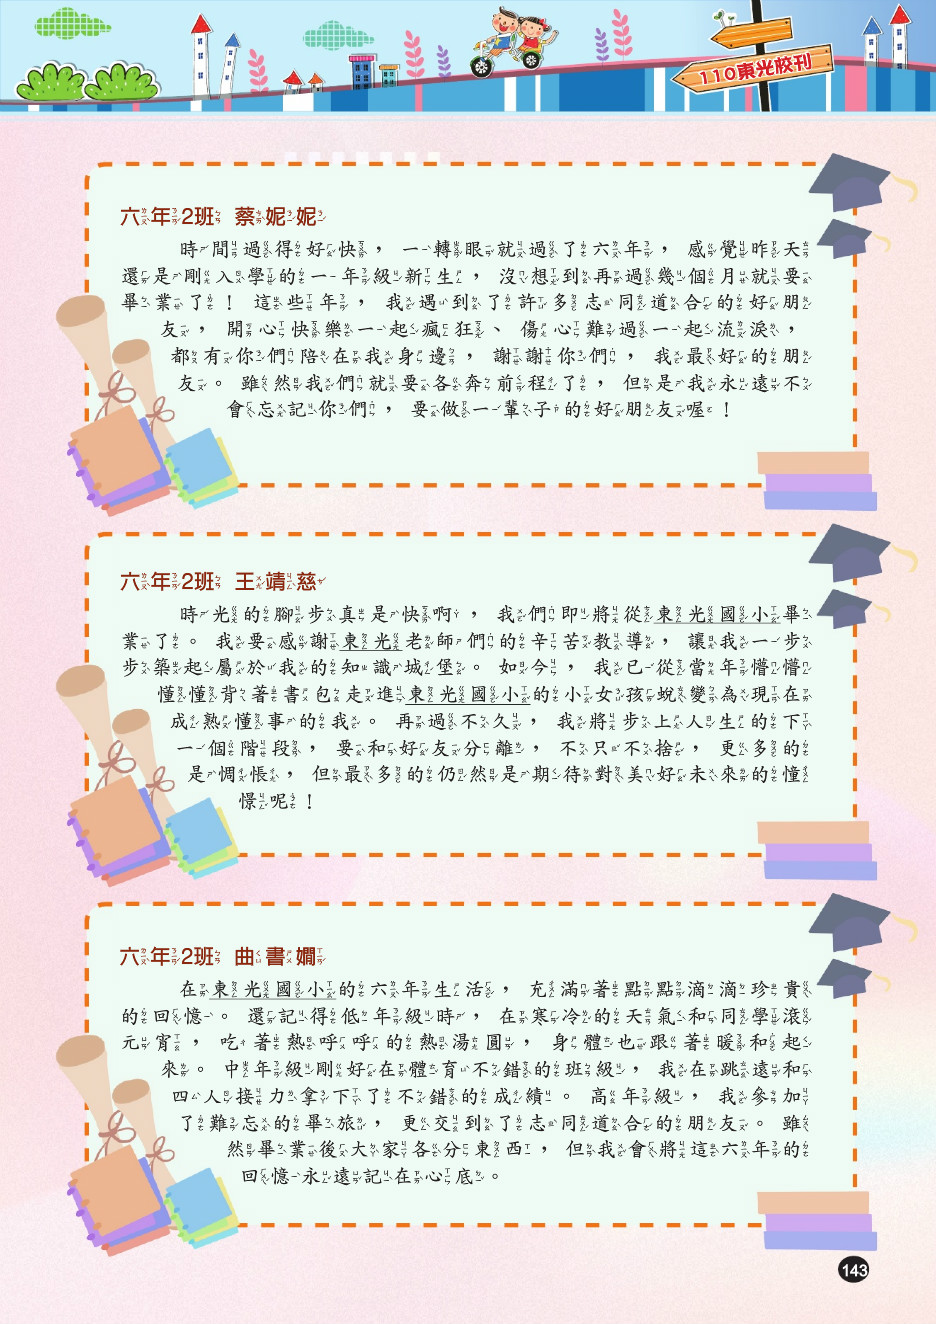 110東光校刊
六年2班 蔡妮妮
時間過得好快，一轉眼就過了六年，感覺昨天
還是剛入學的一年級新生，沒想到再過幾個月就要
畢業了！這些年，我遇到了許多志同道合的好朋
友，開心快樂一起瘋狂、傷心難過一起流淚，
都有你們陪在我身邊，謝謝你們，我最好的朋
友。雖然我們就要各奔前程了，但是我永遠不
會忘記你們，要做一輩子的好朋友喔！
六年2班 王靖慈
時光的腳步真是快啊，我們即將從東光國小畢
業了。我要感謝東光老師們的辛苦教導，讓我一步
步築起屬於我的知識城堡。如今，我已從當年懵懵
懂懂背著書包走進東光國小的小女孩蛻變為現在
成熟懂事的我。再過不久，我將步上人生的下
一個階段，要和好友分離，不只不捨，更多的
是惆悵，但最多的仍然是期待對美好未來的憧
憬呢！
六年2班 曲書嫺
在東光國小的六年生活，充滿著點點滴滴珍貴
的回憶。還記得低年級時，在寒冷的天氣和同學滾
元宵，吃著熱呼呼的熱湯圓，身體也跟著暖和起
來。中年級剛好在體育不錯的班級，我在跳遠和
四人接力拿下了不錯的成績。高年級，我參加
了難忘的畢旅，更交到了志同道合的朋友。雖
然畢業後大家各分東西，但我會將這六年的
回憶永遠記在心底。
143